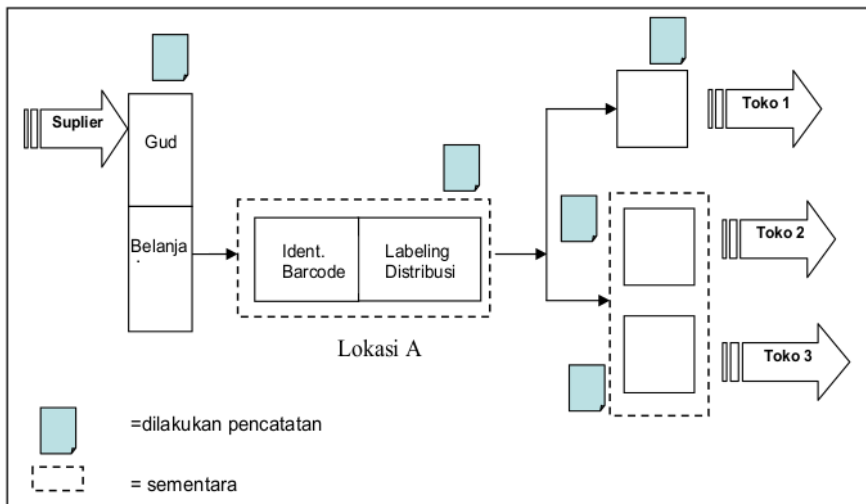 Suplier
Gud
Belanja
Ident.
Barcode
Labeling
Distribusi
Lokasi A
Toko 1
Toko 2
Toko 3
=dilakukan pencatatan
= sementara